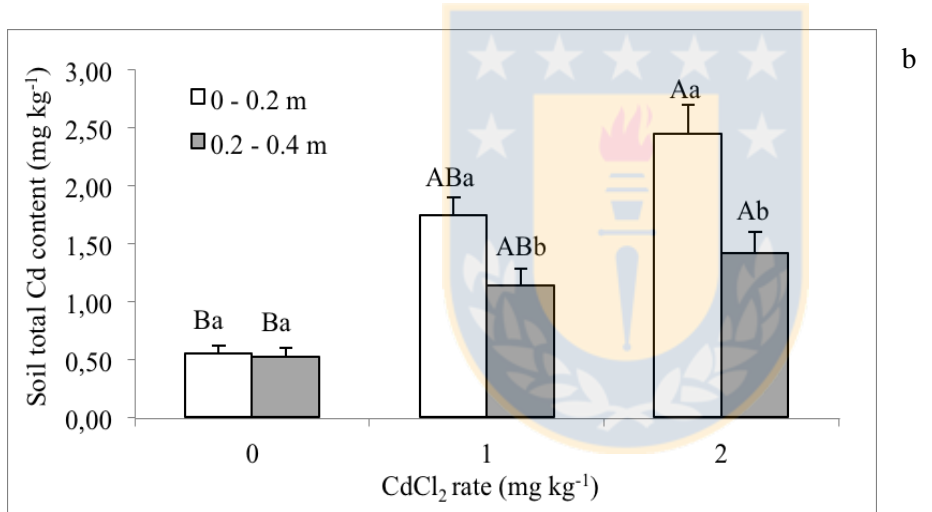 b
Soil total Cd content (mg kg⁻¹)
3,00
2,50
2,00
1,50
1,00
0,50
0,00
0 - 0.2 m
0.2 - 0.4 m
Ba
Ba
ABa
ABb
Aa
Ab
0
1
2
CdCl₂ rate (mg kg⁻¹)